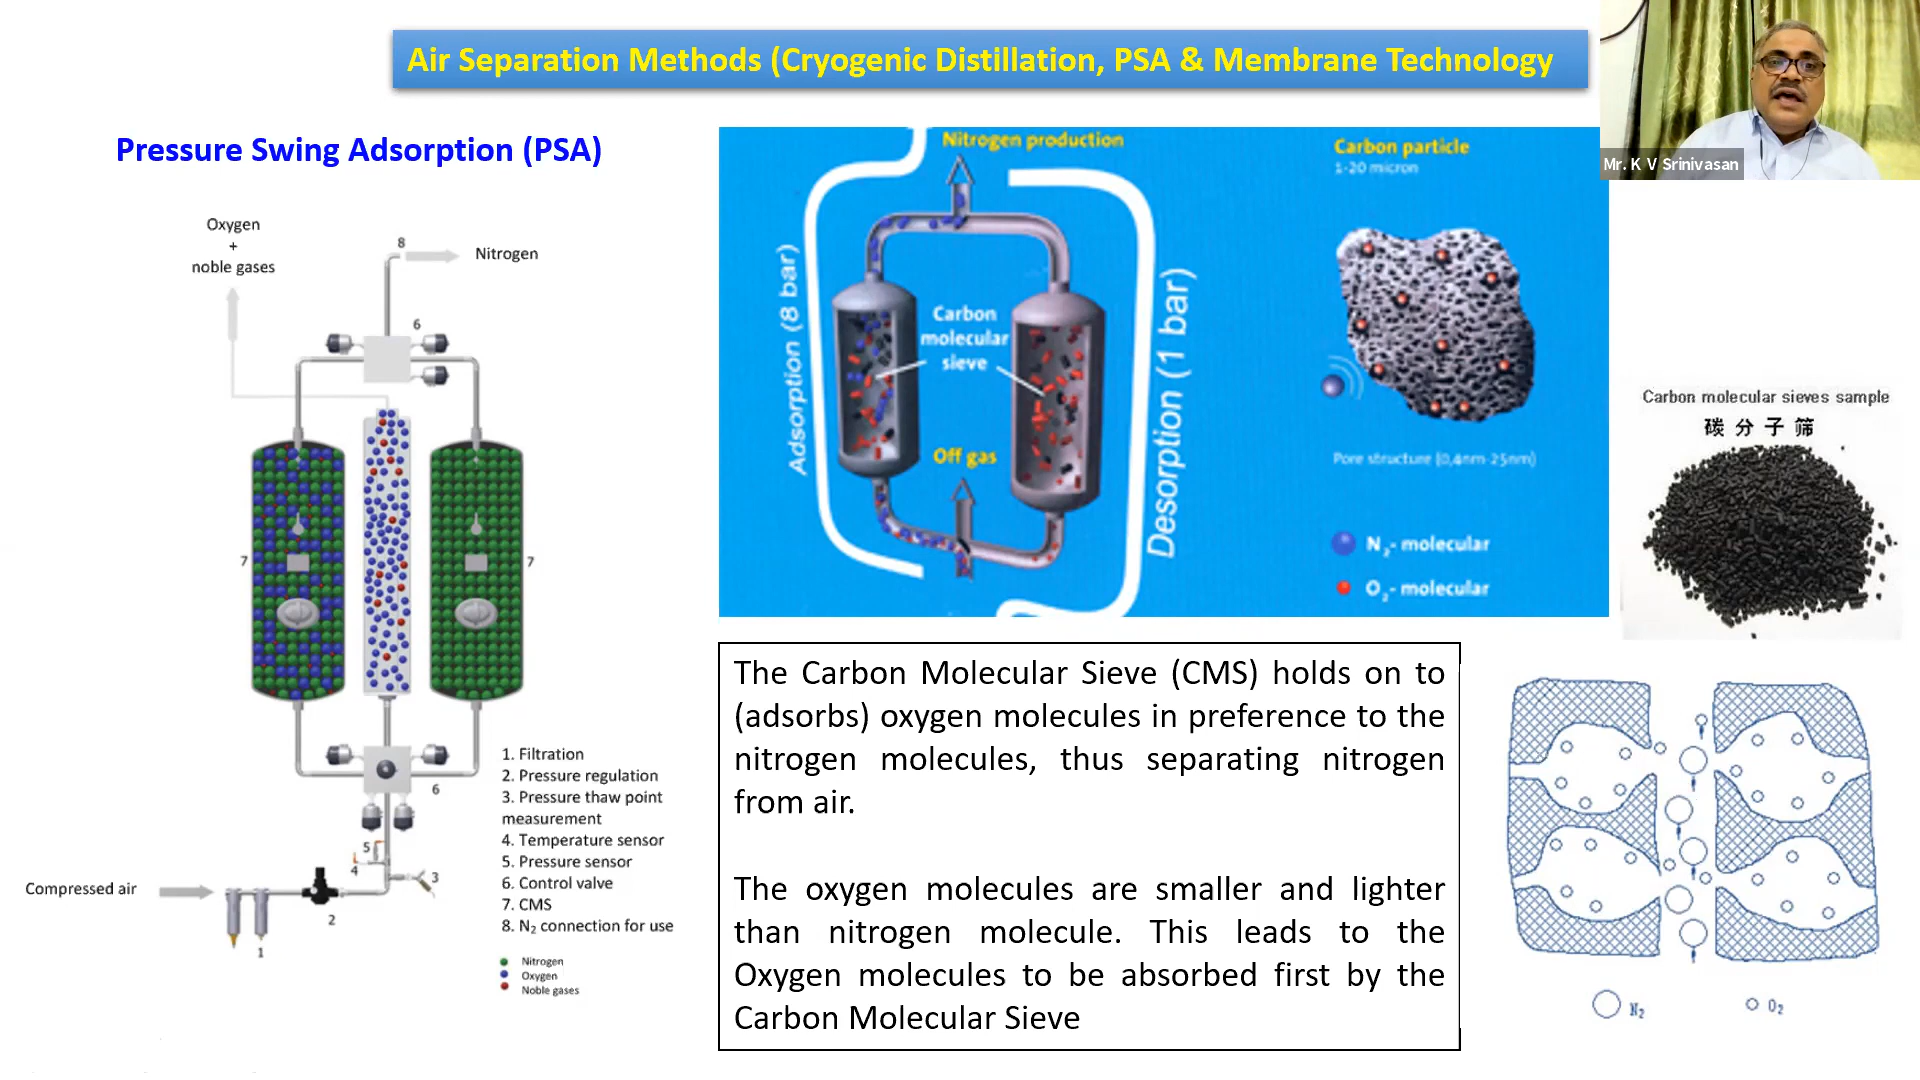 Air Separation Methods (Cryogenic Distillation, PSA & Membrane Technology
Mr. K V Srinivasan
Pressure Swing Adsorption (PSA)
Oxygen
+
noble gases
8
Nitrogen
6
7
7
6
5
4
3
2
1
Compressed air
1. Filtration
2. Pressure regulation
3. Pressure thaw point
measurement
4. Temperature sensor
5. Pressure sensor
6. Control valve
7. CMS
8. N₂ connection for use
Nitrogen
Oxygen
Noble gases
Nitrogen production
Adsorption (8 bar)
Carbon
molecular
sieve
Off gas
Desorption (1 bar)
Carbon particle
1-20 micron
Pore structure (0,4nm-25nm)
N₂- molecular
O₂- molecular
Carbon molecular sieves sample
碳分子筛
The Carbon Molecular Sieve (CMS) holds on to
(adsorbs) oxygen molecules in preference to the
nitrogen molecules, thus separating nitrogen
from air.
The oxygen molecules are smaller and lighter
than nitrogen molecule. This leads to the
Oxygen molecules to be absorbed first by the
Carbon Molecular Sieve
N₂
O₂